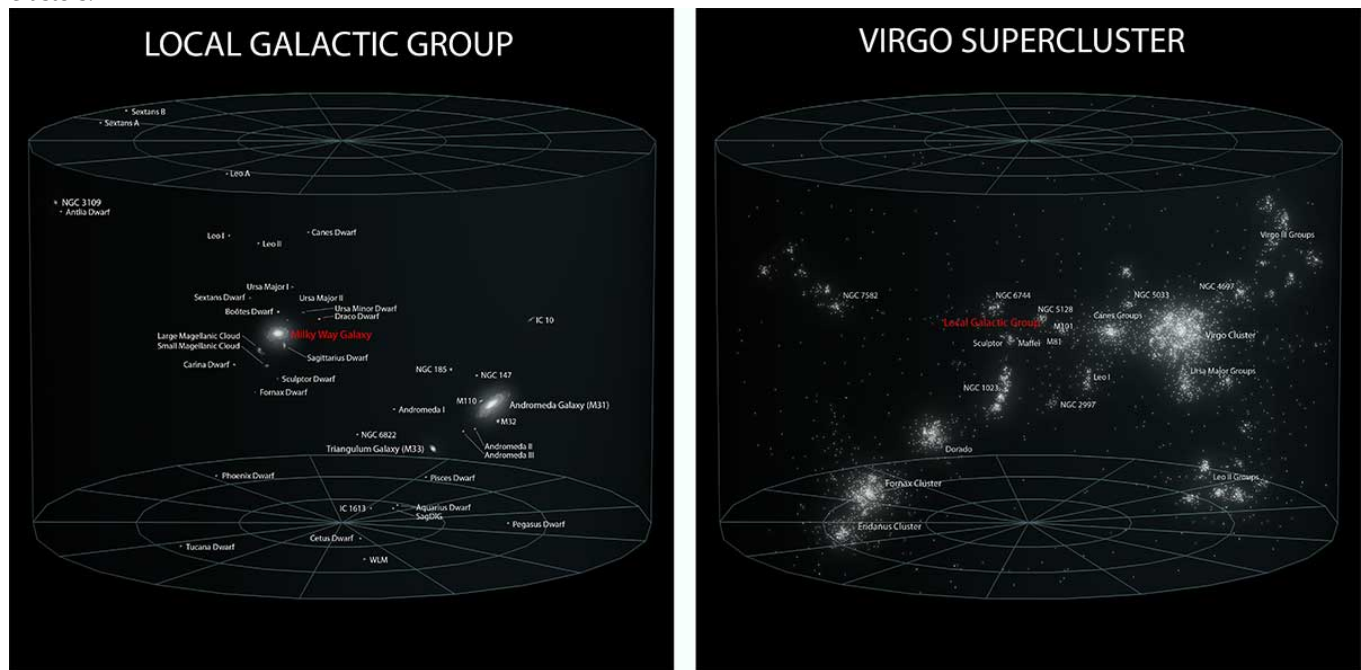 LOCAL GALACTIC GROUP
Sextans B
Sextans A
Leo A
NGC 3109
Antlia Dwarf
Leo I
Leo II
Canes Dwarf
Ursa Major I
Sextans Dwarf
Ursa Major II
Boötes Dwarf
Ursa Minor Dwarf
Draco Dwarf
IC 10
Milky Way Galaxy
Large Magellanic Cloud
Small Magellanic Cloud
Sagittarius Dwarf
Carina Dwarf
Sculptor Dwarf
Fornax Dwarf
NGC 185
NGC 147
M110
Andromeda Galaxy (M31)
Andromeda I
M32
NGC 6822
Triangulum Galaxy (M33)
Andromeda II
Andromeda III
Phoenix Dwarf
Pisces Dwarf
IC 1613
Aquarius Dwarf
SagDIG
Pegasus Dwarf
Cetus Dwarf
Tucana Dwarf
WLM
VIRGO SUPERCLUSTER
Virgo III Groups
NGC 7582
NGC 6744
NGC 5033
NGC 4697
NGC 5128
Local Galactic Group
M101
Canes Groups
Virgo Cluster
Sculptor
Maffei
M81
NGC 1023
Leo I
Ursa Major Groups
NGC 2997
Dorado
Leo II Groups
Fornax Cluster
Eridanus Cluster